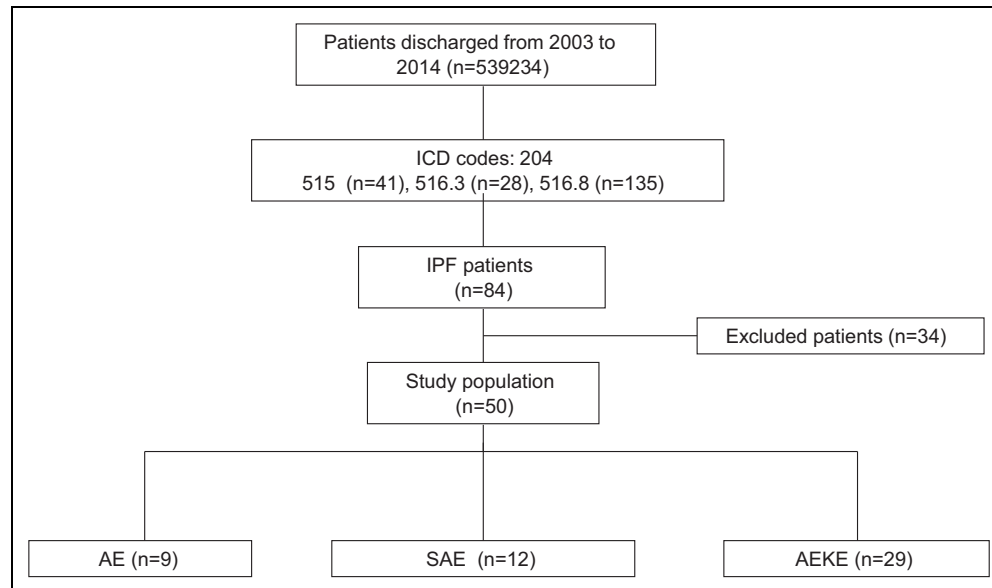 Patients discharged from 2003 to
2014 (n=539234)
ICD codes: 204
515 (n=41), 516.3 (n=28), 516.8 (n=135)
IPF patients
(n=84)
Excluded patients (n=34)
Study population
(n=50)
AE (n=9)
SAE (n=12)
AEKE (n=29)